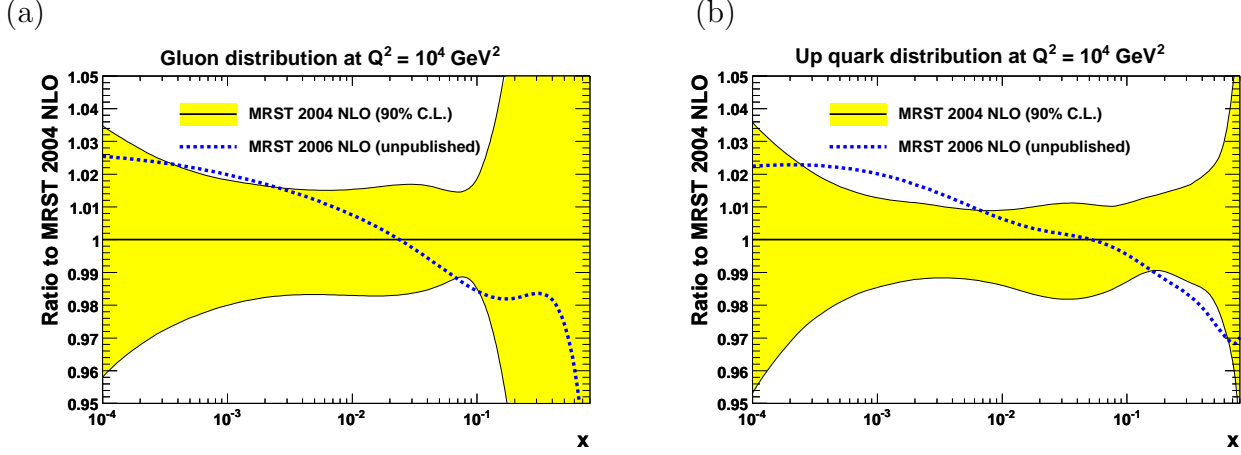 (a)
Gluon distribution at Q² = 10⁴ GeV²
Ratio to MRST 2004 NLO
1.05
1.04
1.03
1.02
1.01
1
0.99
0.98
0.97
0.96
0.95
MRST 2004 NLO (90% C.L.)
MRST 2006 NLO (unpublished)
10⁻⁴
10⁻³
10⁻²
10⁻¹
x
(b)
Up quark distribution at Q² = 10⁴ GeV²
Ratio to MRST 2004 NLO
1.05
1.04
1.03
1.02
1.01
1
0.99
0.98
0.97
0.96
0.95
MRST 2004 NLO (90% C.L.)
MRST 2006 NLO (unpublished)
10⁻⁴
10⁻³
10⁻²
10⁻¹
x